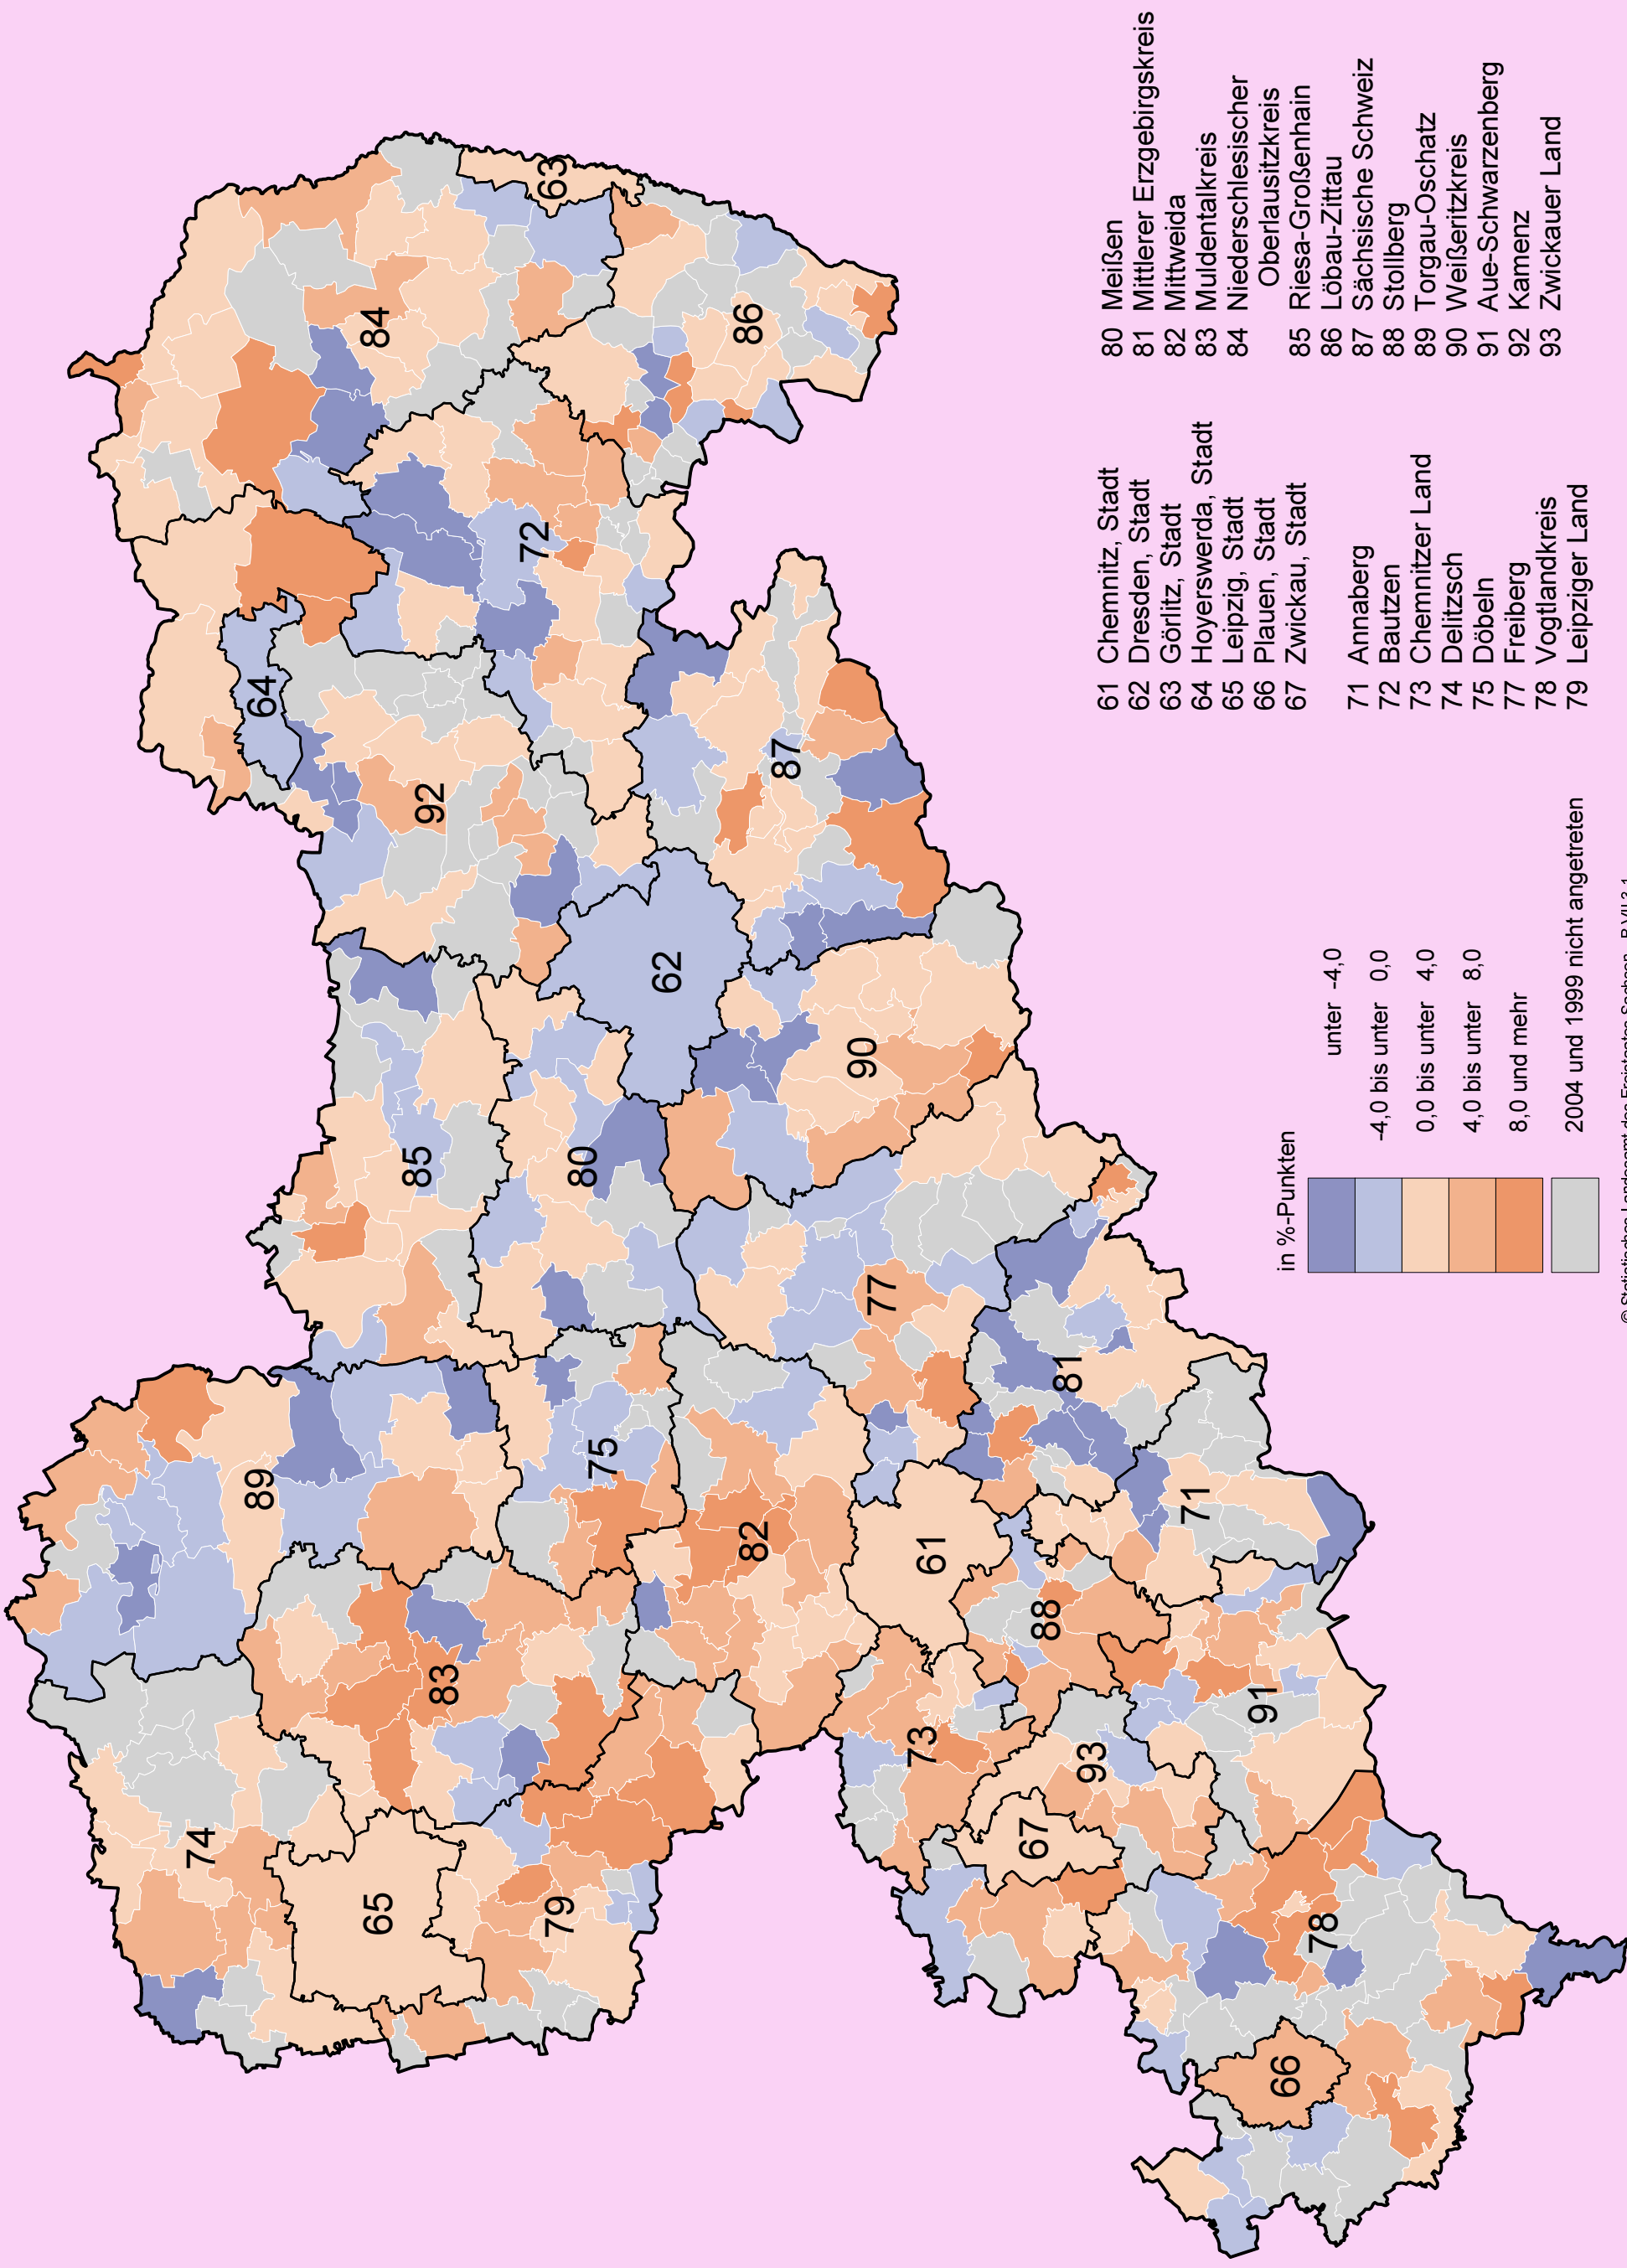 61 Chemnitz, Stadt
62 Dresden, Stadt
63 Görlitz, Stadt
64 Hoyerswerda, Stadt
65 Leipzig, Stadt
66 Plauen, Stadt
67 Zwickau, Stadt
71 Annaberg
72 Bautzen
73 Chemnitzer Land
74 Delitzsch
75 Döbeln
77 Freiberg
78 Vogtlandkreis
79 Leipziger Land
80 Meißen
81 Mittlerer Erzgebirgskreis
82 Mittweida
83 Muldentalkreis
84 Niederschlesischer
Oberlausitzkreis
85 Riesa-Großenhain
86 Löbau-Zittau
87 Sächsische Schweiz
88 Stollberg
89 Torgau-Oschatz
90 Weißeritzkreis
91 Aue-Schwarzenberg
92 Kamenz
93 Zwickauer Land
in %-Punkten
unter -4,0
-4,0 bis unter 0,0
0,0 bis unter 4,0
4,0 bis unter 8,0
8,0 und mehr
2004 und 1999 nicht angetreten
74
89
65
83
79
75
82
85
80
77
61
73
88
81
71
93
67
91
78
66
64
92
62
90
87
72
84
63
86